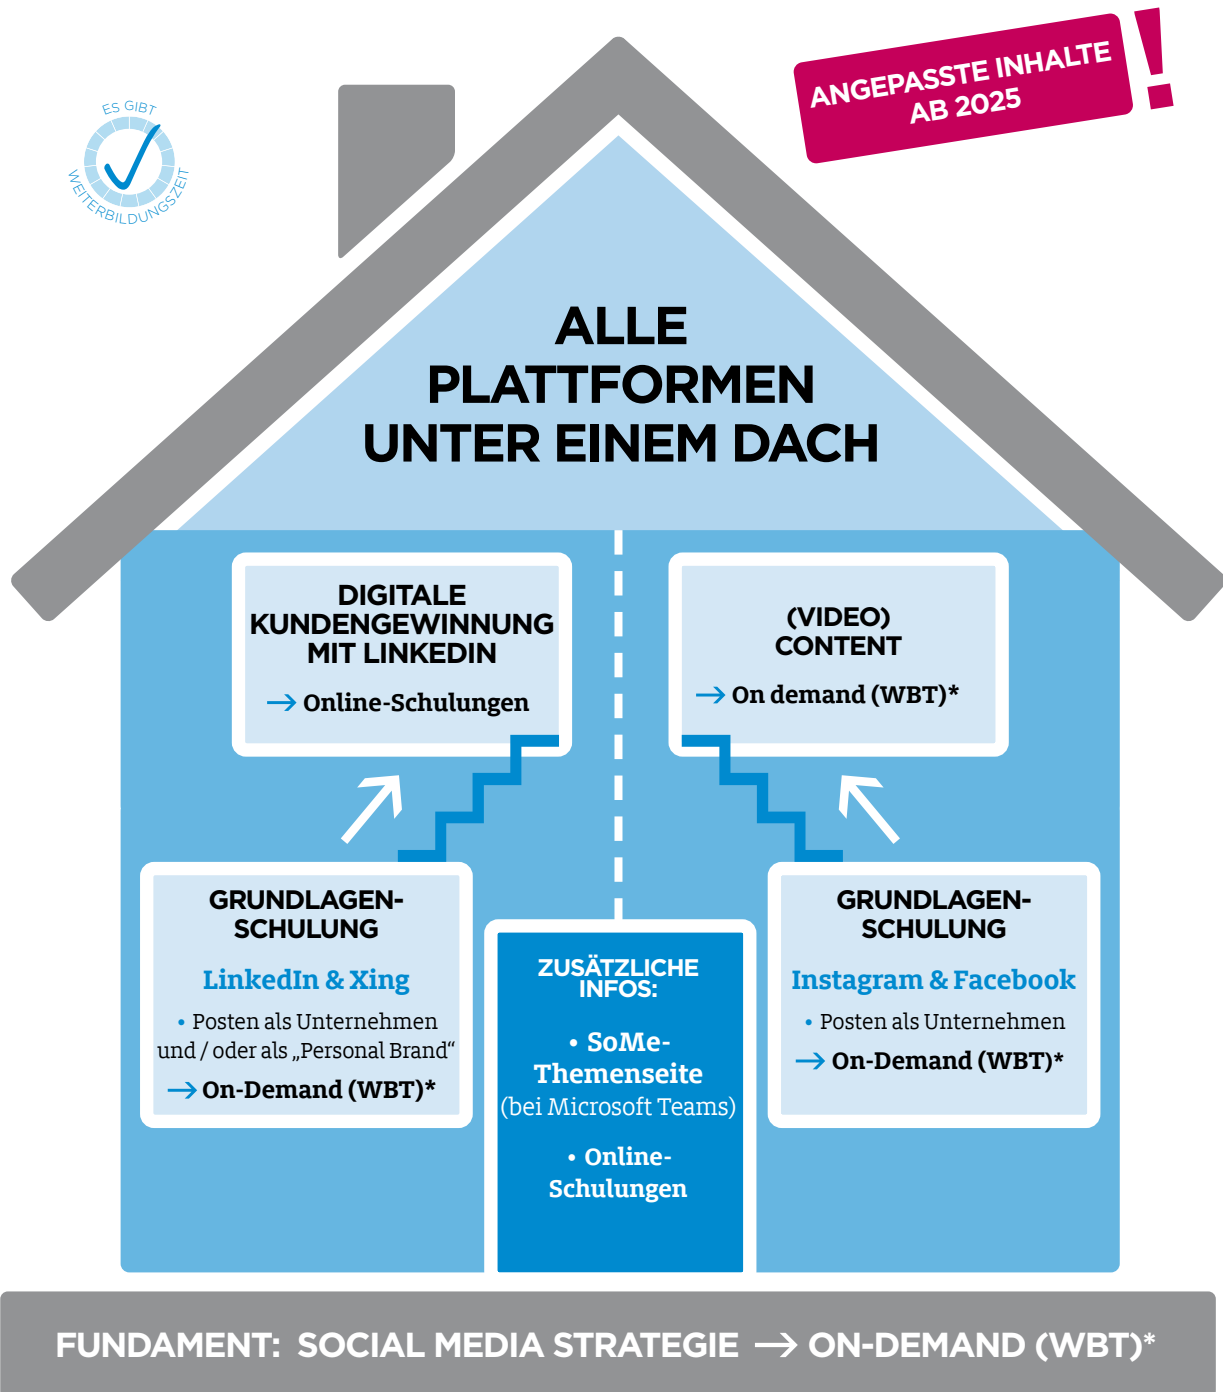 ES GIBT
WEITERBILDUNGSZEIT
ANGEPASSTE INHALTE
AB 2025
!
ALLE
PLATTFORMEN
UNTER EINEM DACH
DIGITALE
KUNDENGEWINNUNG
MIT LINKEDIN
→ Online-Schulungen
(VIDEO)
CONTENT
→ On demand (WBT)*
GRUNDLAGEN-
SCHULUNG
LinkedIn & Xing
• Posten als Unternehmen
und / oder als „Personal Brand“
→ On-Demand (WBT)*
ZUSÄTZLICHE
INFOS:
• SoMe-
Themenseite
(bei Microsoft Teams)
• Online-
Schulungen
GRUNDLAGEN-
SCHULUNG
Instagram & Facebook
• Posten als Unternehmen
→ On-Demand (WBT)*
FUNDAMENT: SOCIAL MEDIA STRATEGIE → ON-DEMAND (WBT)*